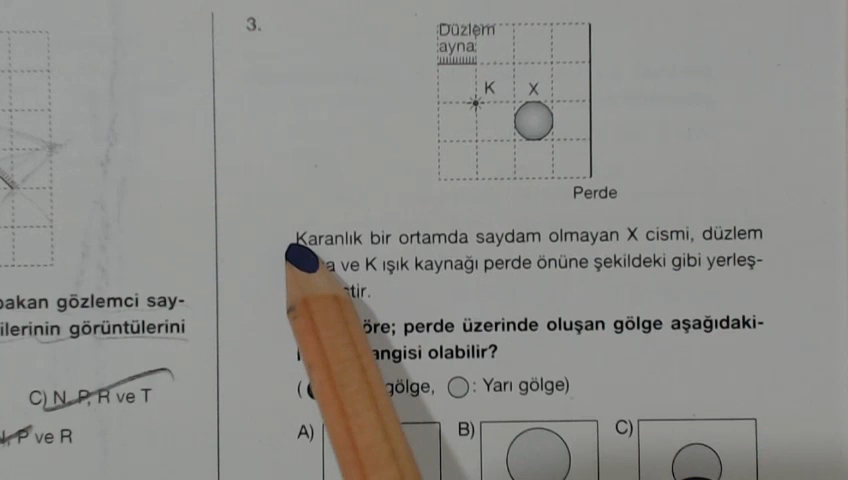 3.
Düzlem
ayna
K
X
Perde
Karanlık bir ortamda saydam olmayan X cismi, düzlem
ve K ışık kaynağı perde önüne şekildeki gibi yerleş-
tir.
öre; perde üzerinde oluşan gölge aşağıdaki-
angisi olabilir?
( gölge, : Yarı gölge)
A)
B)
C)
bakan gözlemci say-
ilerinin görüntülerini
C) N, P, R ve T
P ve R